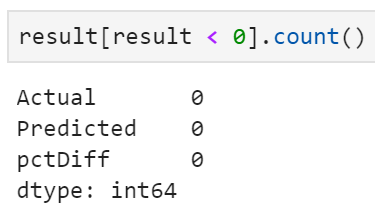 result[result < 0].count()
Actual 0
Predicted 0
pctDiff 0
dtype: int64